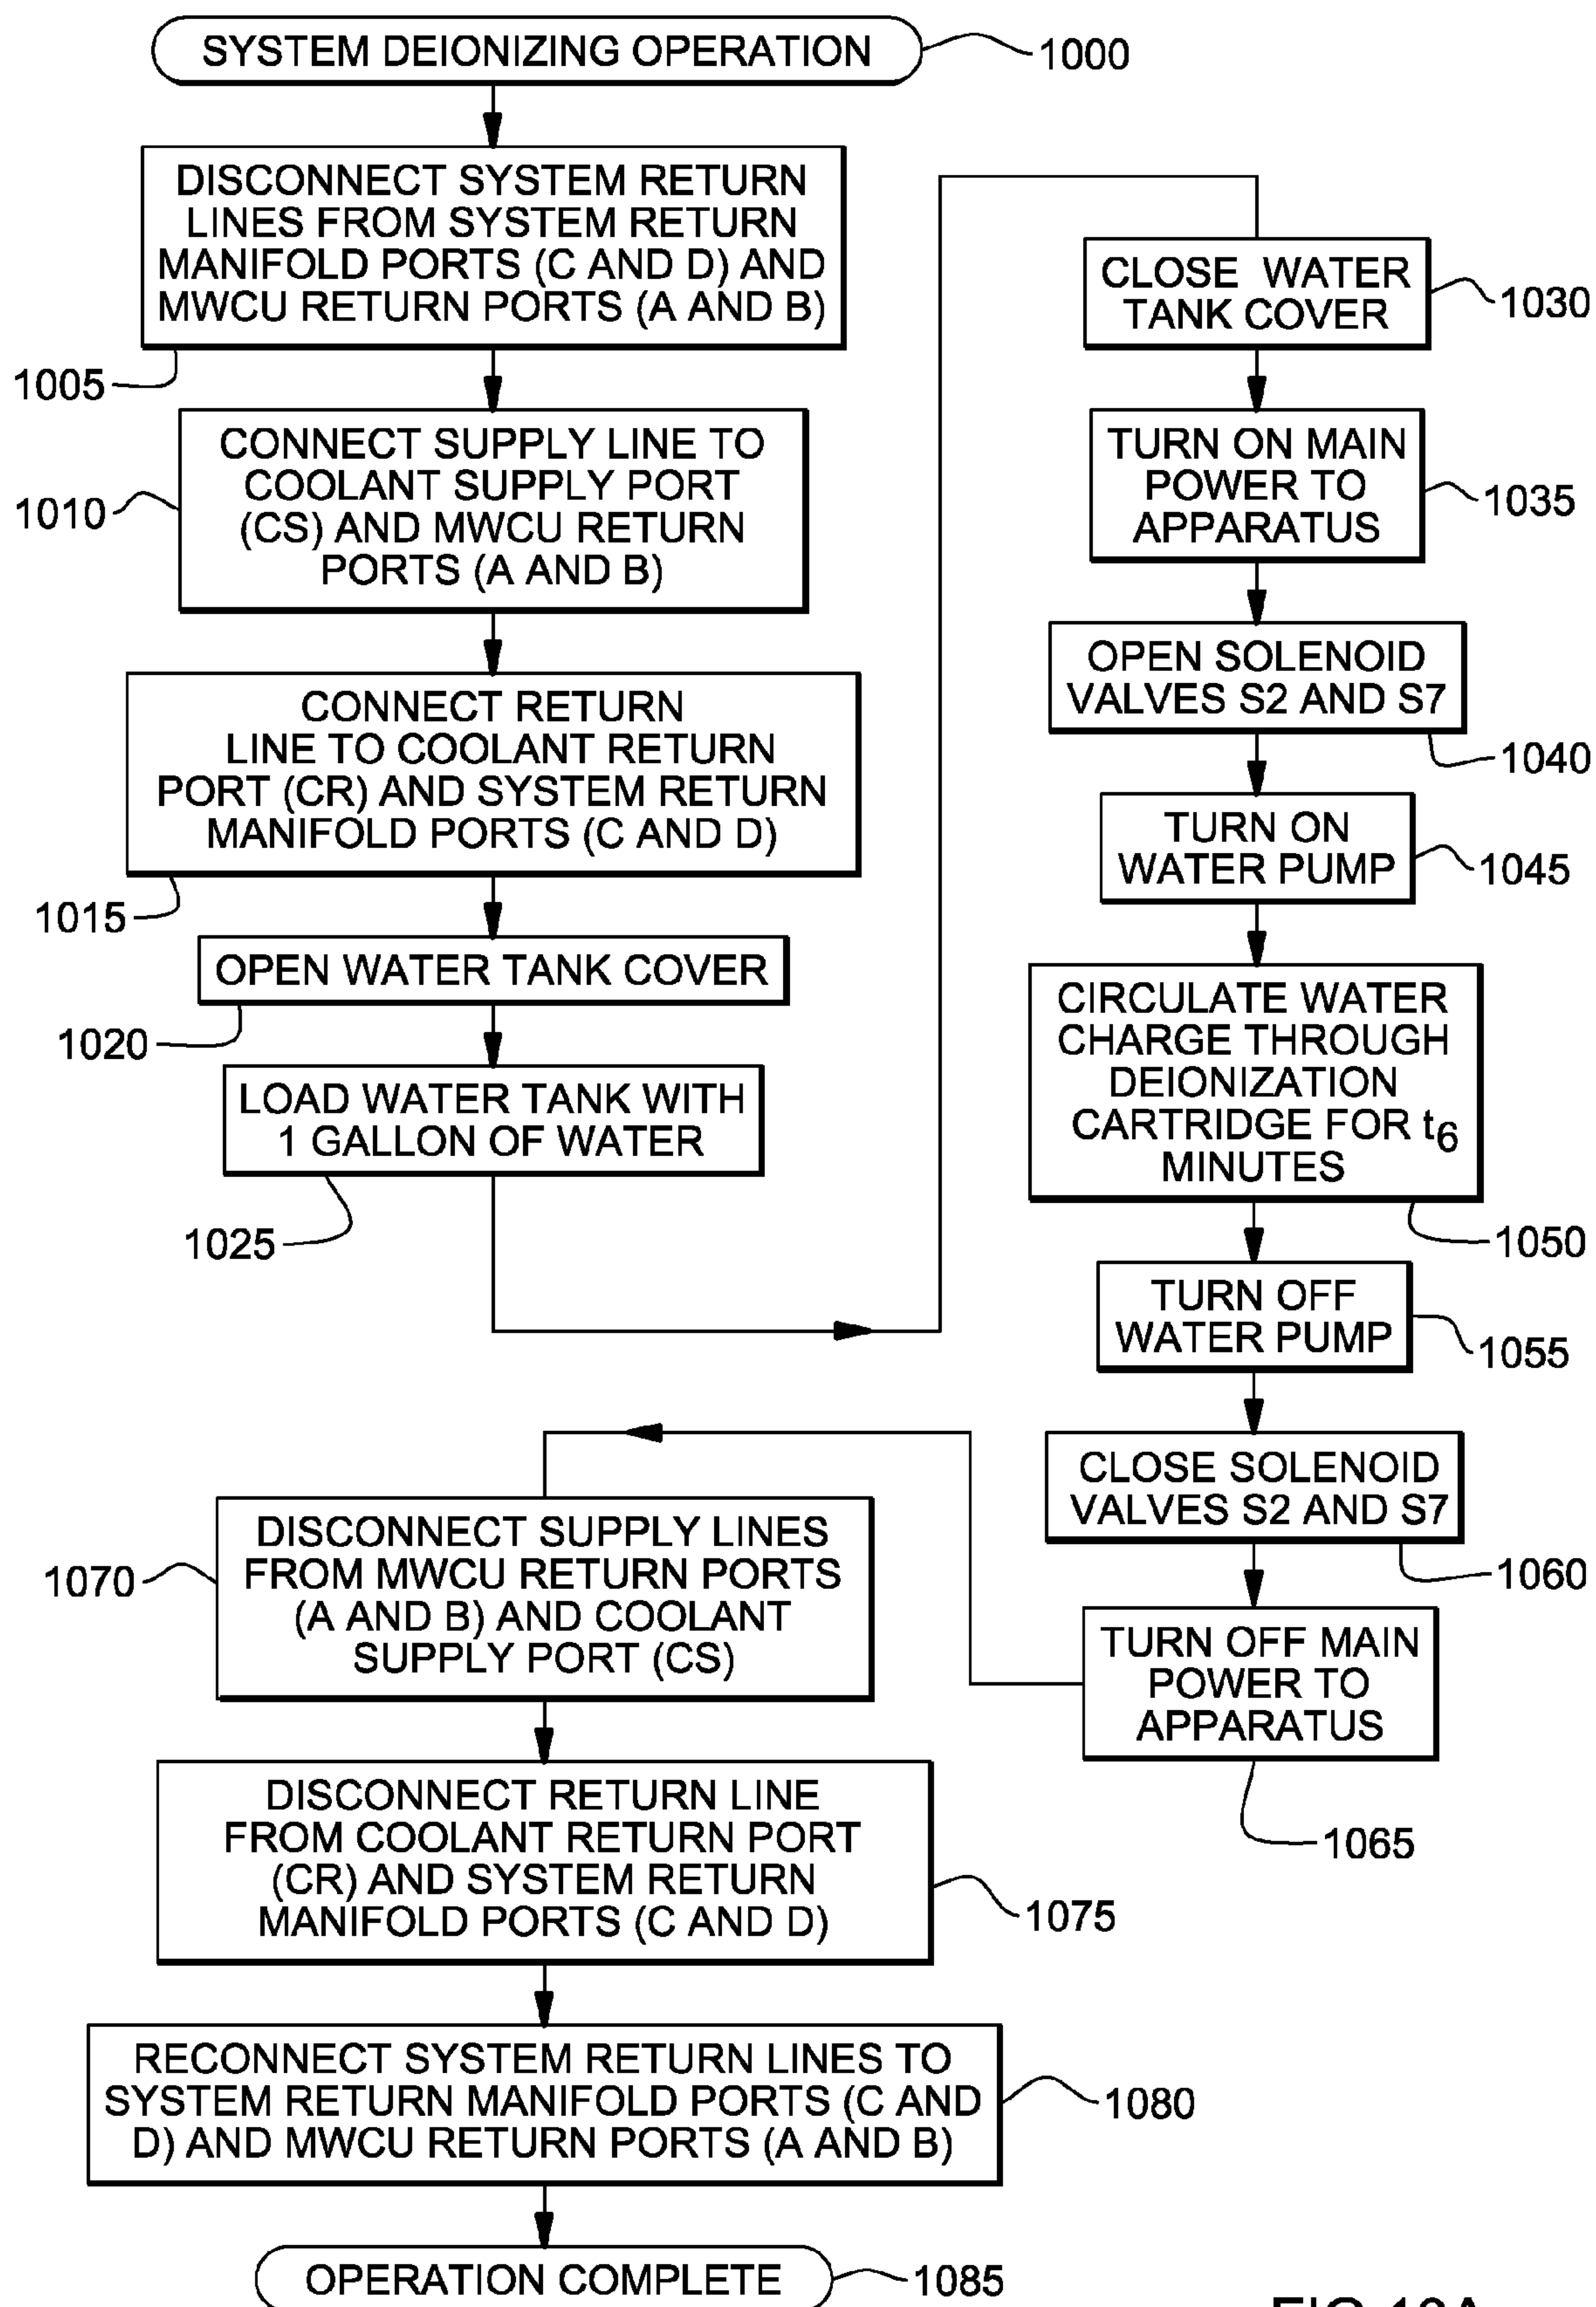 SYSTEM DEIONIZING OPERATION
1000
DISCONNECT SYSTEM RETURN
LINES FROM SYSTEM RETURN
MANIFOLD PORTS (C AND D) AND
MWCU RETURN PORTS (A AND B)
1005
CONNECT SUPPLY LINE TO
COOLANT SUPPLY PORT
(CS) AND MWCU RETURN
PORTS (A AND B)
1010
CONNECT RETURN
LINE TO COOLANT RETURN
PORT (CR) AND SYSTEM RETURN
MANIFOLD PORTS (C AND D)
1015
OPEN WATER TANK COVER
1020
LOAD WATER TANK WITH
1 GALLON OF WATER
1025
CLOSE WATER
TANK COVER
1030
TURN ON MAIN
POWER TO
APPARATUS
1035
OPEN SOLENOID
VALVES S2 AND S7
1040
TURN ON
WATER PUMP
1045
CIRCULATE WATER
CHARGE THROUGH
DEIONIZATION
CARTRIDGE FOR t6
MINUTES
1050
TURN OFF
WATER PUMP
1055
CLOSE SOLENOID
VALVES S2 AND S7
1060
TURN OFF MAIN
POWER TO
APPARATUS
1065
DISCONNECT SUPPLY LINES
FROM MWCU RETURN PORTS
(A AND B) AND COOLANT
SUPPLY PORT (CS)
1070
DISCONNECT RETURN LINE
FROM COOLANT RETURN PORT
(CR) AND SYSTEM RETURN
MANIFOLD PORTS (C AND D)
1075
RECONNECT SYSTEM RETURN LINES TO
SYSTEM RETURN MANIFOLD PORTS (C AND
D) AND MWCU RETURN PORTS (A AND B)
1080
OPERATION COMPLETE
1085